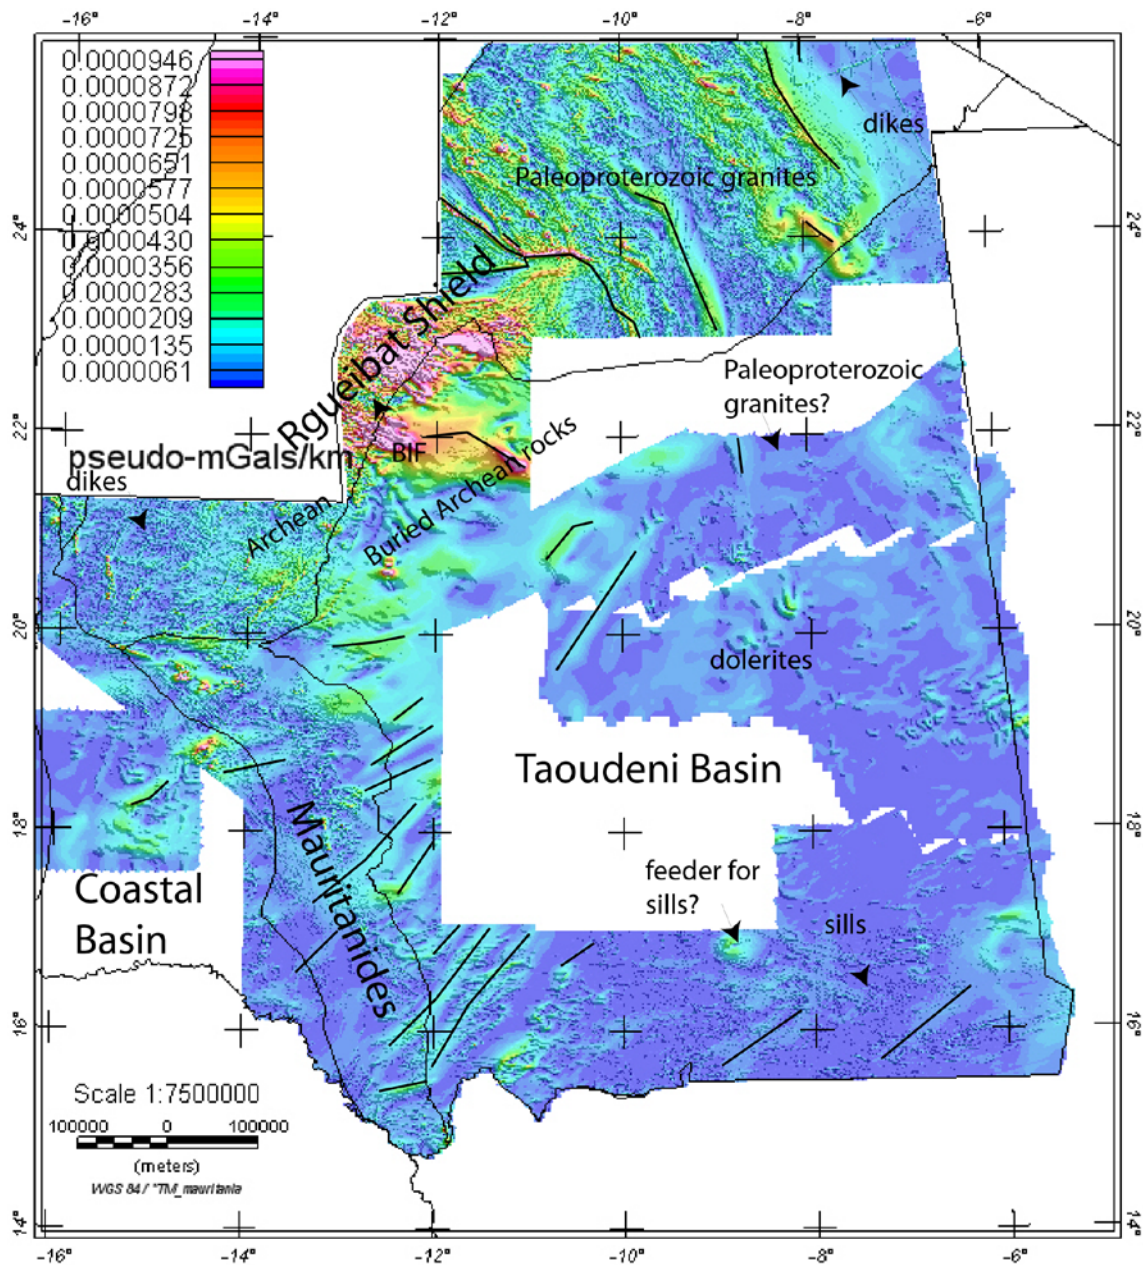 -16° -14° -12° -10° -8° -6°
0.0000946
0.0000872
0.0000798
0.0000725
0.0000651
0.0000577
0.0000504
0.0000430
0.0000356
0.0000283
0.0000209
0.0000135
0.0000061
pseudo-mGals/km
dikes
Paleoproterozoic granites
24° 24°
Rgueibat Shield
Paleoproterozoic
granites?
22° 22°
dikes
BIF
Archean
Buried Archean rocks
20° 20°
dolerites
Taoudeni Basin
18° 18°
Mauritanides
Coastal
Basin
feeder for
sills?
sills
16° 16°
Scale 1:7500000
100000 0 100000
(meters)
WGS 84 / *TM_mauritania
14° 14°
-16° -14° -12° -10° -8° -6°